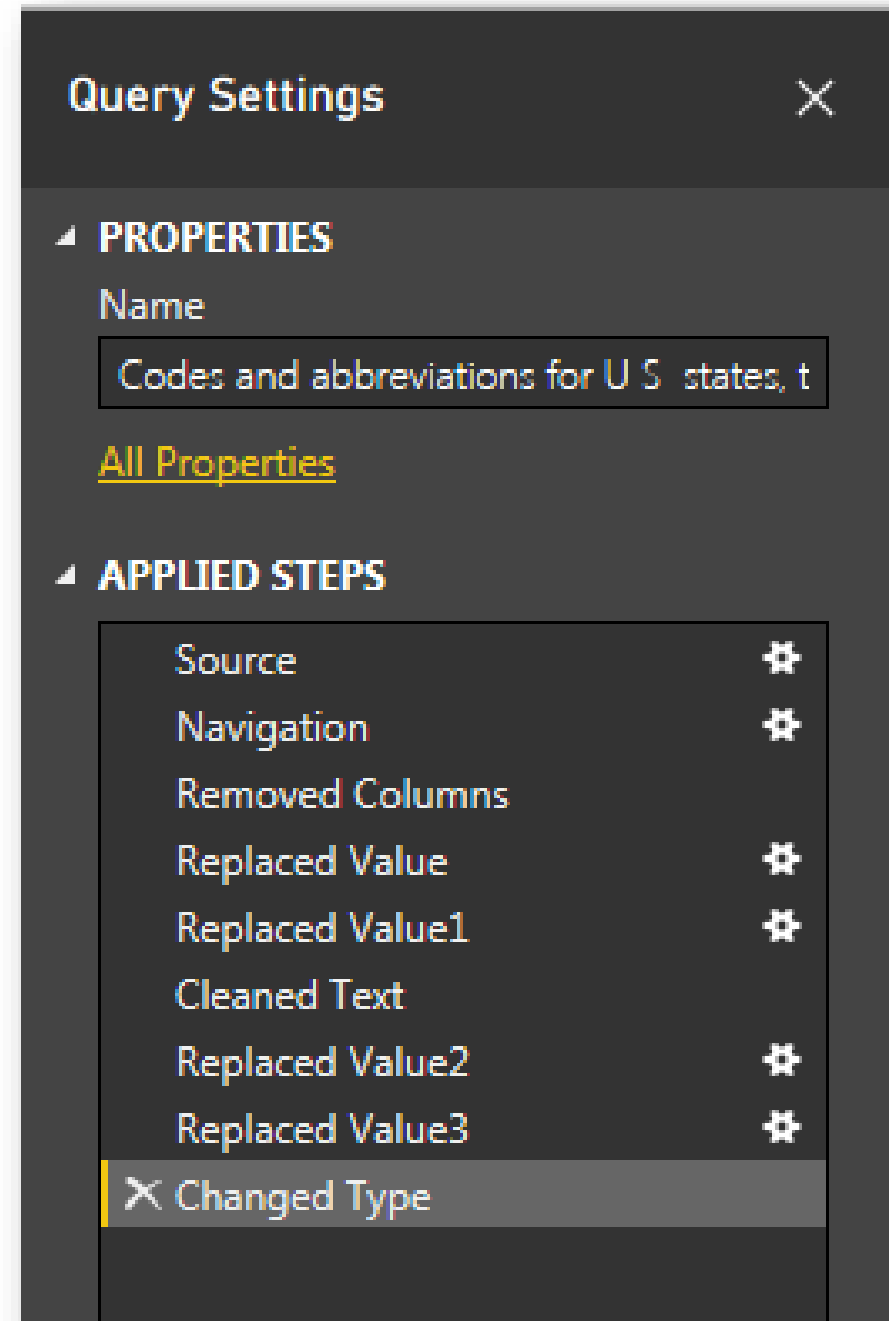 Query Settings
PROPERTIES
Name
Codes and abbreviations for U S  states, t
All Properties
APPLIED STEPS
Source
Navigation
Removed Columns
Replaced Value
Replaced Value1
Cleaned Text
Replaced Value2
Replaced Value3
Changed Type